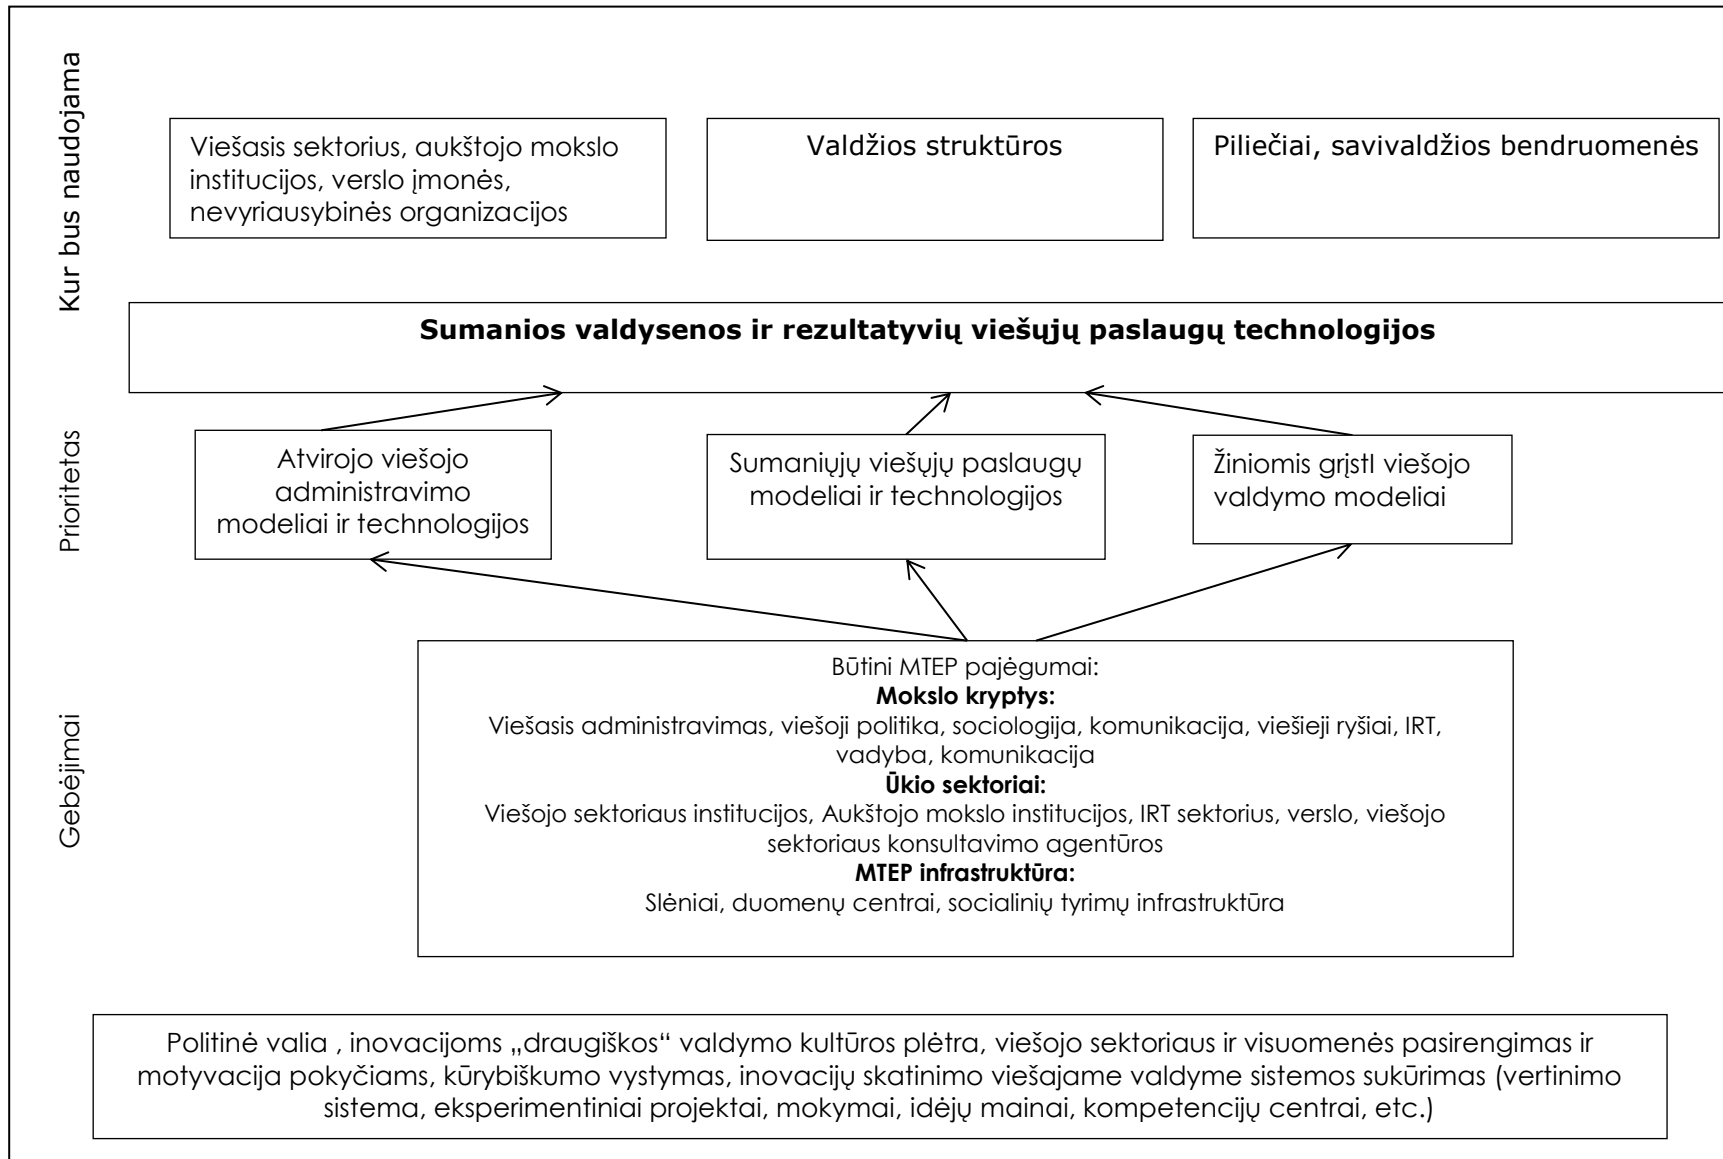 Kur bus naudojama
Viešasis sektorius, aukštojo mokslo
institucijos, verslo įmonės,
nevyriausybinės organizacijos
Valdžios struktūros
Piliečiai, savivaldžios bendruomenės
Sumanios valdysenos ir rezultatyvių viešųjų paslaugų technologijos
Prioritetas
Atvirojo viešojo
administravimo
modeliai ir technologijos
Sumaniųjų viešųjų paslaugų
modeliai ir technologijos
Žiniomis grįstI viešojo
valdymo modeliai
Gebėjimai
Būtini MTEP pajėgumai:
Mokslo kryptys:
Viešasis administravimas, viešoji politika, sociologija, komunikacija, viešieji ryšiai, IRT,
vadyba, komunikacija
Ūkio sektoriai:
Viešojo sektoriaus institucijos, Aukštojo mokslo institucijos, IRT sektorius, verslo, viešojo
sektoriaus konsultavimo agentūros
MTEP infrastruktūra:
Slėniai, duomenų centrai, socialinių tyrimų infrastruktūra
Politinė valia , inovacijoms „draugiškos“ valdymo kultūros plėtra, viešojo sektoriaus ir visuomenės pasirengimas ir
motyvacija pokyčiams, kūrybiškumo vystymas, inovacijų skatinimo viešajame valdyme sistemos sukūrimas (vertinimo
sistema, eksperimentiniai projektai, mokymai, idėjų mainai, kompetencijų centrai, etc.)